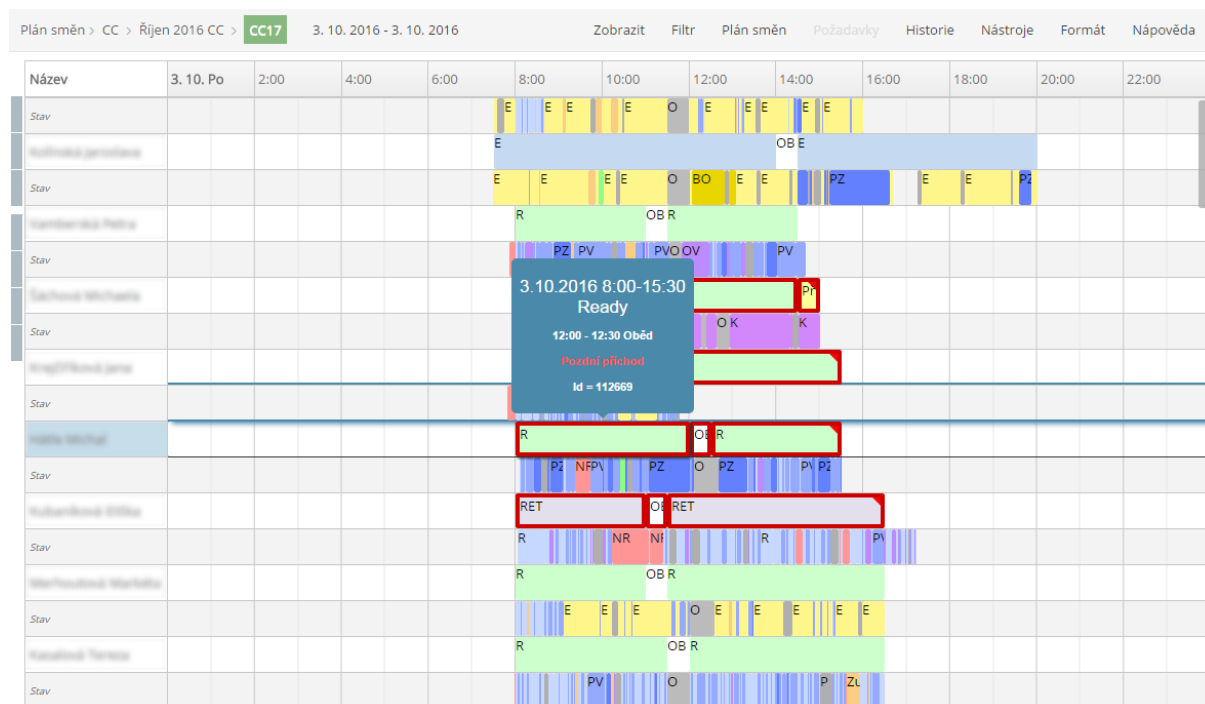 Plán směn > CC > Říjen 2016 CC > CC17 3. 10. 2016 - 3. 10. 2016 Zobrazit Filtr Plán směn Požadavky Historie Nástroje Formát Nápověda
Název 3. 10. Po 2:00 4:00 6:00 8:00 10:00 12:00 14:00 16:00 18:00 20:00 22:00
Stav E E E E O E E E E E
E OB E
Stav E E E E O BO E E PZ E E PZ
R OB R
Stav PZ PV PV O OV PV
Stav O K K
3.10.2016 8:00-15:30
Ready
12:00 - 12:30 Oběd
Pozdní příchod
Id = 112669
Stav
R OB R
Stav PZ NR PV PZ O PZ PV PZ
RET OB RET
Stav R NR NR R PV
R OB R
Stav E E E O E E E E E
R OB R
Stav PV O P